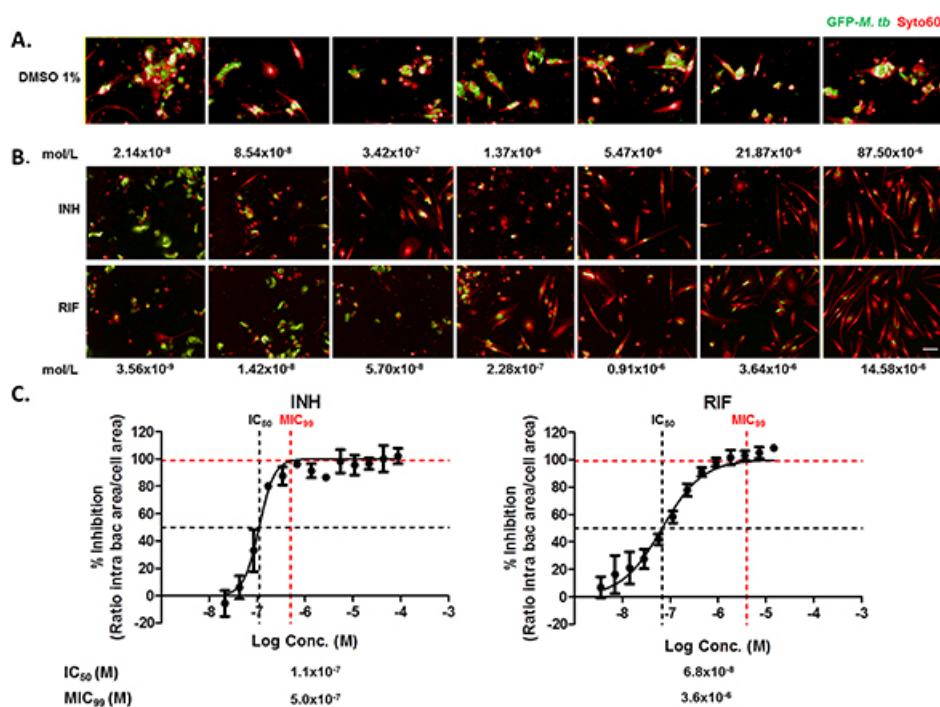 GFP-M. tb Syto60
A.
DMSO 1%
mol/L 2.14x10⁻⁸ 8.54x10⁻⁸ 3.42x10⁻⁷ 1.37x10⁻⁶ 5.47x10⁻⁶ 21.87x10⁻⁶ 87.50x10⁻⁶
B.
INH
RIF
mol/L 3.56x10⁻⁹ 1.42x10⁻⁸ 5.70x10⁻⁸ 2.28x10⁻⁷ 0.91x10⁻⁶ 3.64x10⁻⁶ 14.58x10⁻⁶
C.
INH
IC₅₀ MIC₉₉
% Inhibition
(Ratio intra bac area/cell area)
120
100
80
60
40
20
0
-20
-8 -7 -6 -5 -4 -3
Log Conc. (M)
RIF
IC₅₀ MIC₉₉
% Inhibition
(Ratio intra bac area/cell area)
120
100
80
60
40
20
0
-20
-8 -7 -6 -5 -4 -3
Log Conc. (M)
IC₅₀ (M) 1.1x10⁻⁷ 6.8x10⁻⁸
MIC₉₉ (M) 5.0x10⁻⁷ 3.6x10⁻⁶